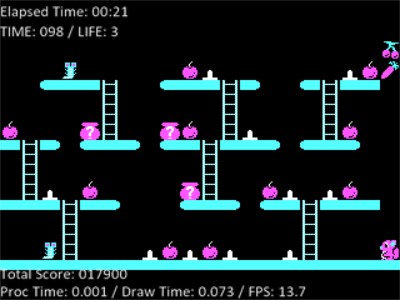 Elapsed Time: 00:21
TIME: 098 / LIFE: 3
?
?
?
Total Score: 017900
Proc Time: 0.001 / Draw Time: 0.073 / FPS: 13.7